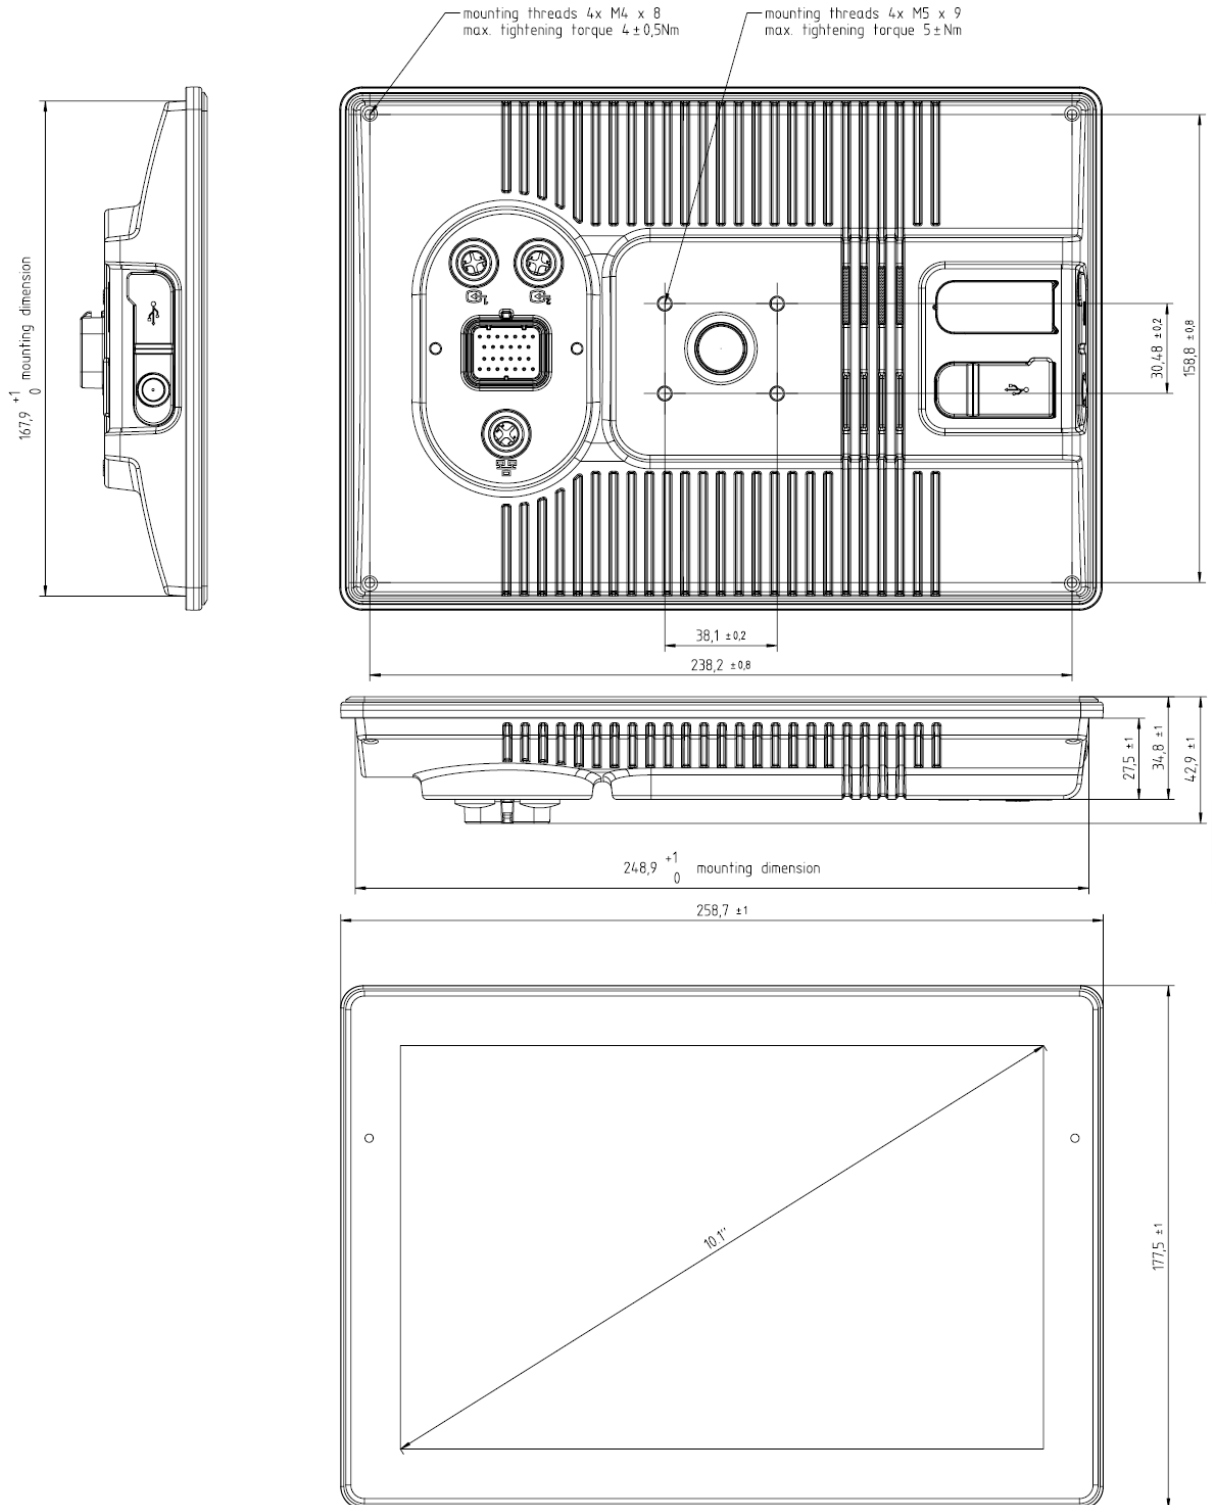 mounting threads 4x M4 x 8
max. tightening torque 4±0,5Nm
mounting threads 4x M5 x 9
max. tightening torque 5±Nm
167,9 +1 0 mounting dimension
1
2
30,48 ±0,2
158,8 ±0,8
38,1 ±0,2
238,2 ±0,8
27,5 ±1
34,8 ±1
42,9 ±1
248,9 +1 0 mounting dimension
258,7 ±1
10.1"
177,5 ±1